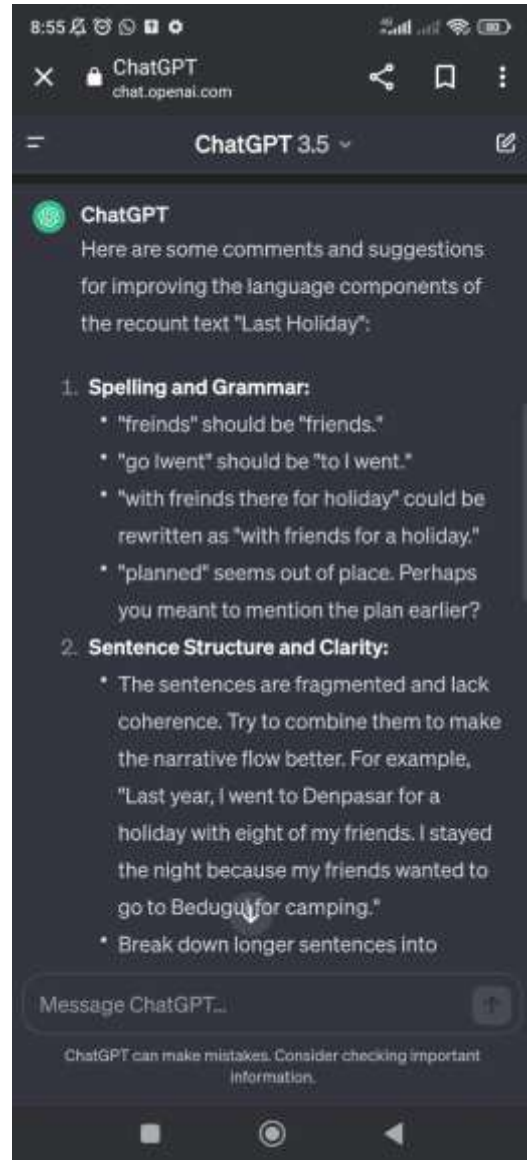 8:55
80
ChatGPT
chat.openai.com
ChatGPT 3.5
ChatGPT
Here are some comments and suggestions
for improving the language components of
the recount text "Last Holiday":
1. Spelling and Grammar:
• "freinds" should be "friends."
• "go Iwent" should be "to I went."
• "with freinds there for holiday" could be
rewritten as "with friends for a holiday."
• "planned" seems out of place. Perhaps
you meant to mention the plan earlier?
2. Sentence Structure and Clarity:
• The sentences are fragmented and lack
coherence. Try to combine them to make
the narrative flow better. For example,
"Last year, I went to Denpasar for a
holiday with eight of my friends. I stayed
the night because my friends wanted to
go to Bedugul for camping."
• Break down longer sentences into
Message ChatGPT...
ChatGPT can make mistakes. Consider checking important
information.